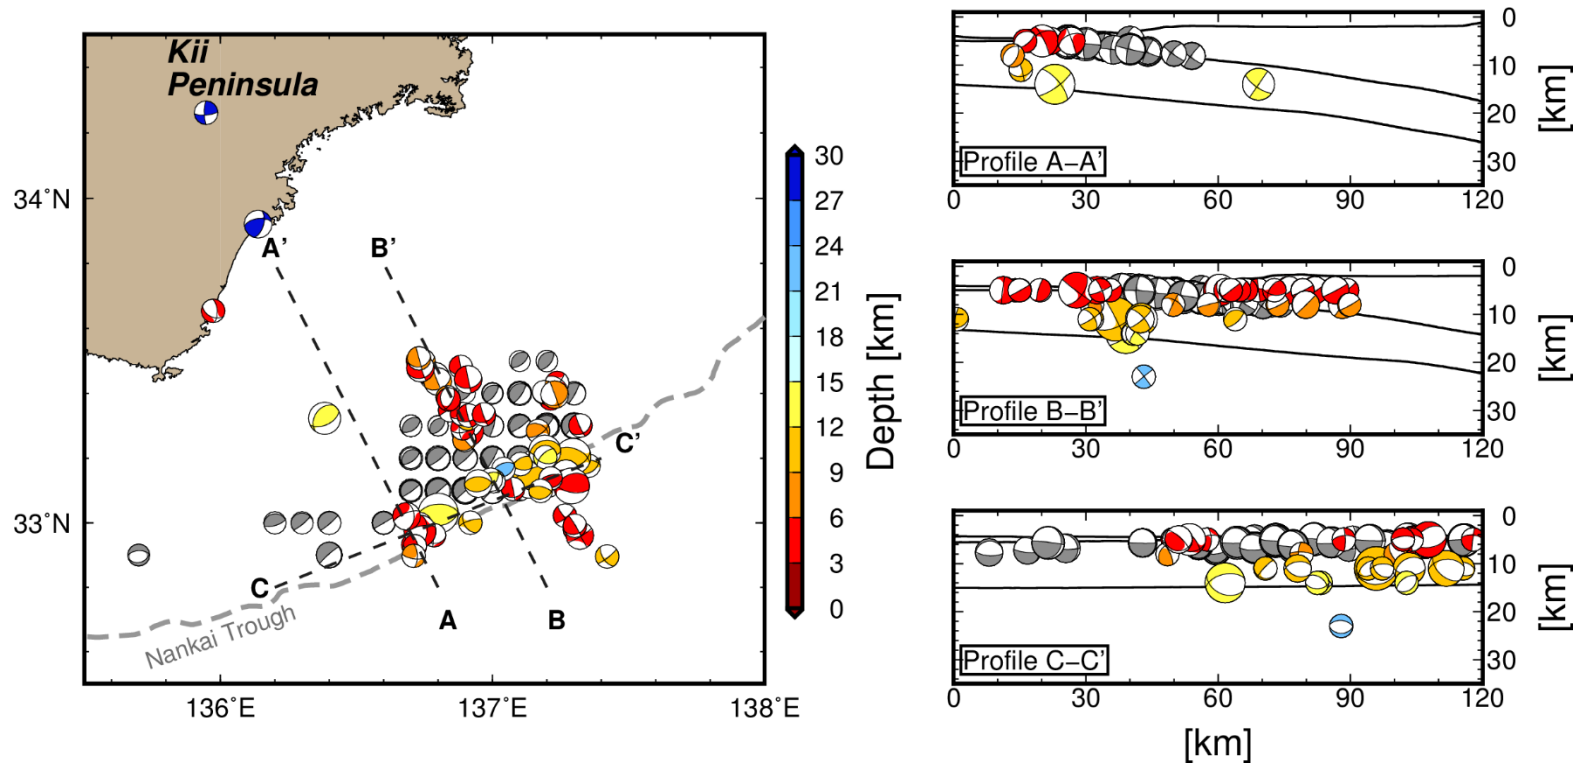 Kii
Peninsula
34°N
33°N
136°E
137°E
138°E
A'
B'
C'
C
A
B
Nankai Trough
30
27
24
21
18
15
12
9
6
3
0
Depth [km]
0
10
20
30
[km]
Profile A–A'
0
30
60
90
120
0
10
20
30
[km]
Profile B–B'
0
30
60
90
120
0
10
20
30
[km]
Profile C–C'
0
30
60
90
120
[km]